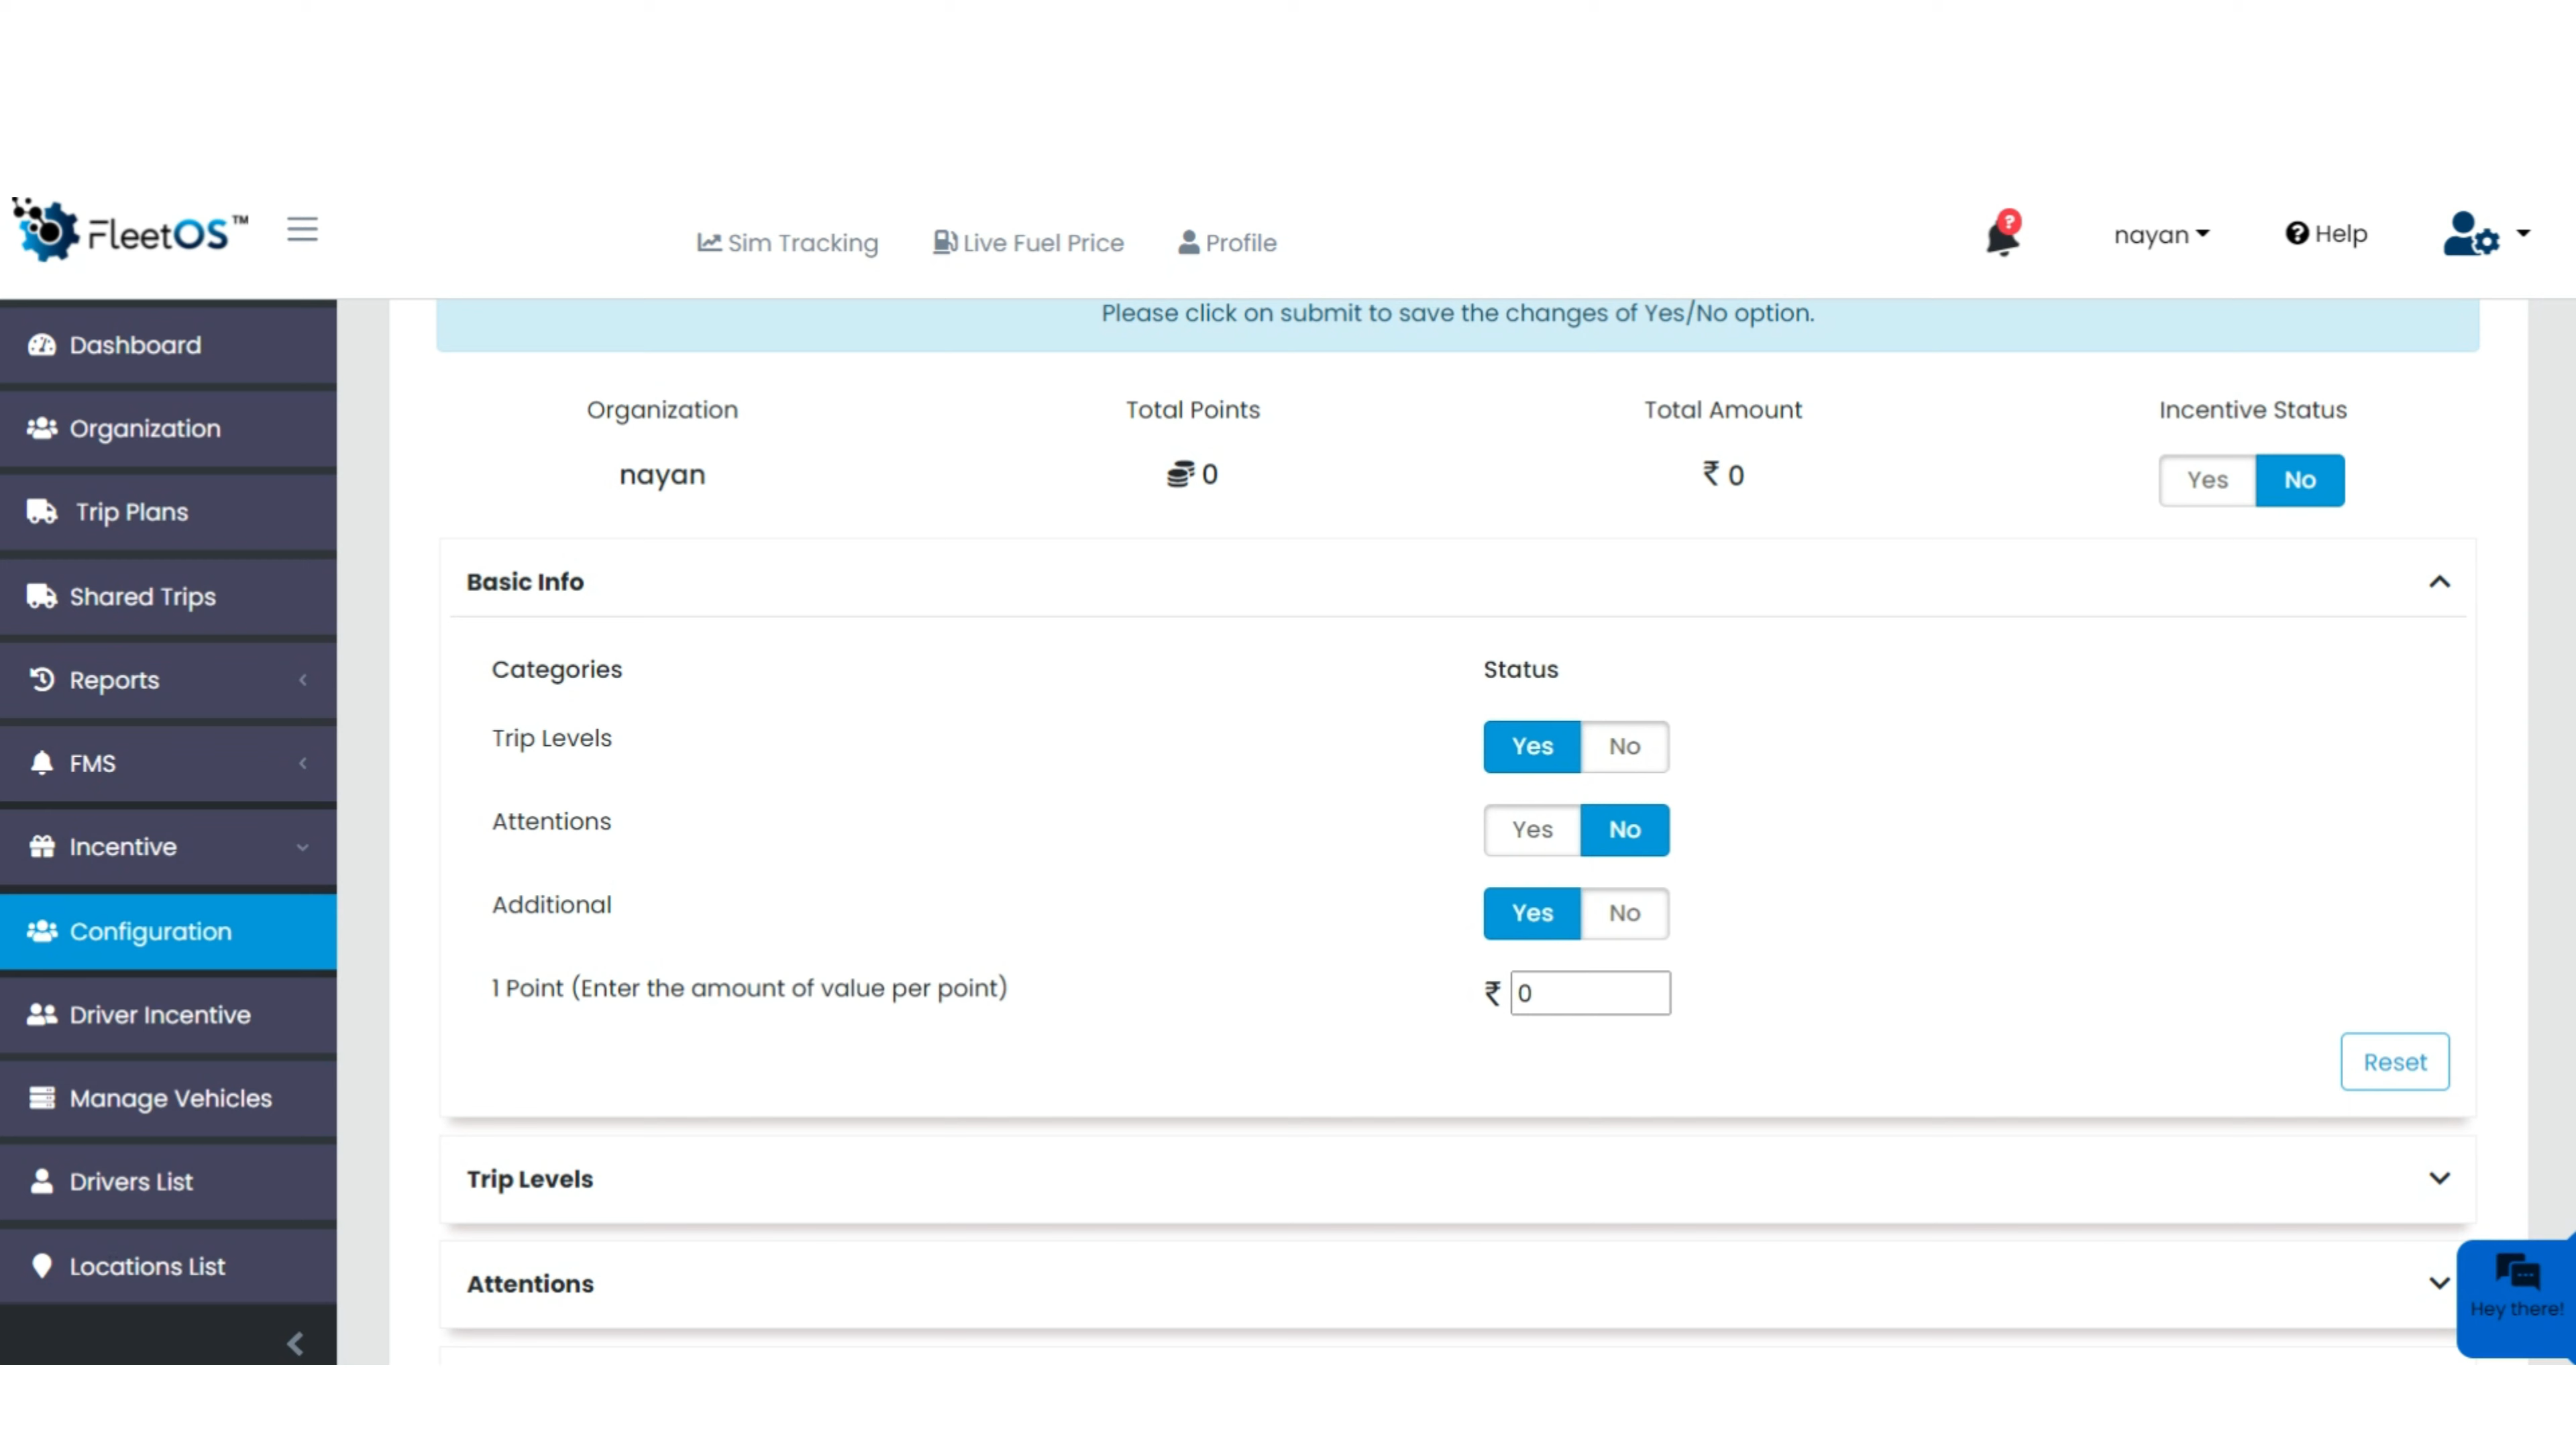 FleetOS™
Sim Tracking
Live Fuel Price
Profile
?
nayan
Help
Dashboard
Organization
Trip Plans
Shared Trips
Reports
FMS
Incentive
Configuration
Driver Incentive
Manage Vehicles
Drivers List
Locations List
Please click on submit to save the changes of Yes/No option.
Organization Total Points Total Amount Incentive Status
nayan 0 ₹ 0 Yes No
Basic Info
Categories Status
Trip Levels Yes No
Attentions Yes No
Additional Yes No
1 Point (Enter the amount of value per point) ₹ 0
Reset
Trip Levels
Attentions
Hey there!